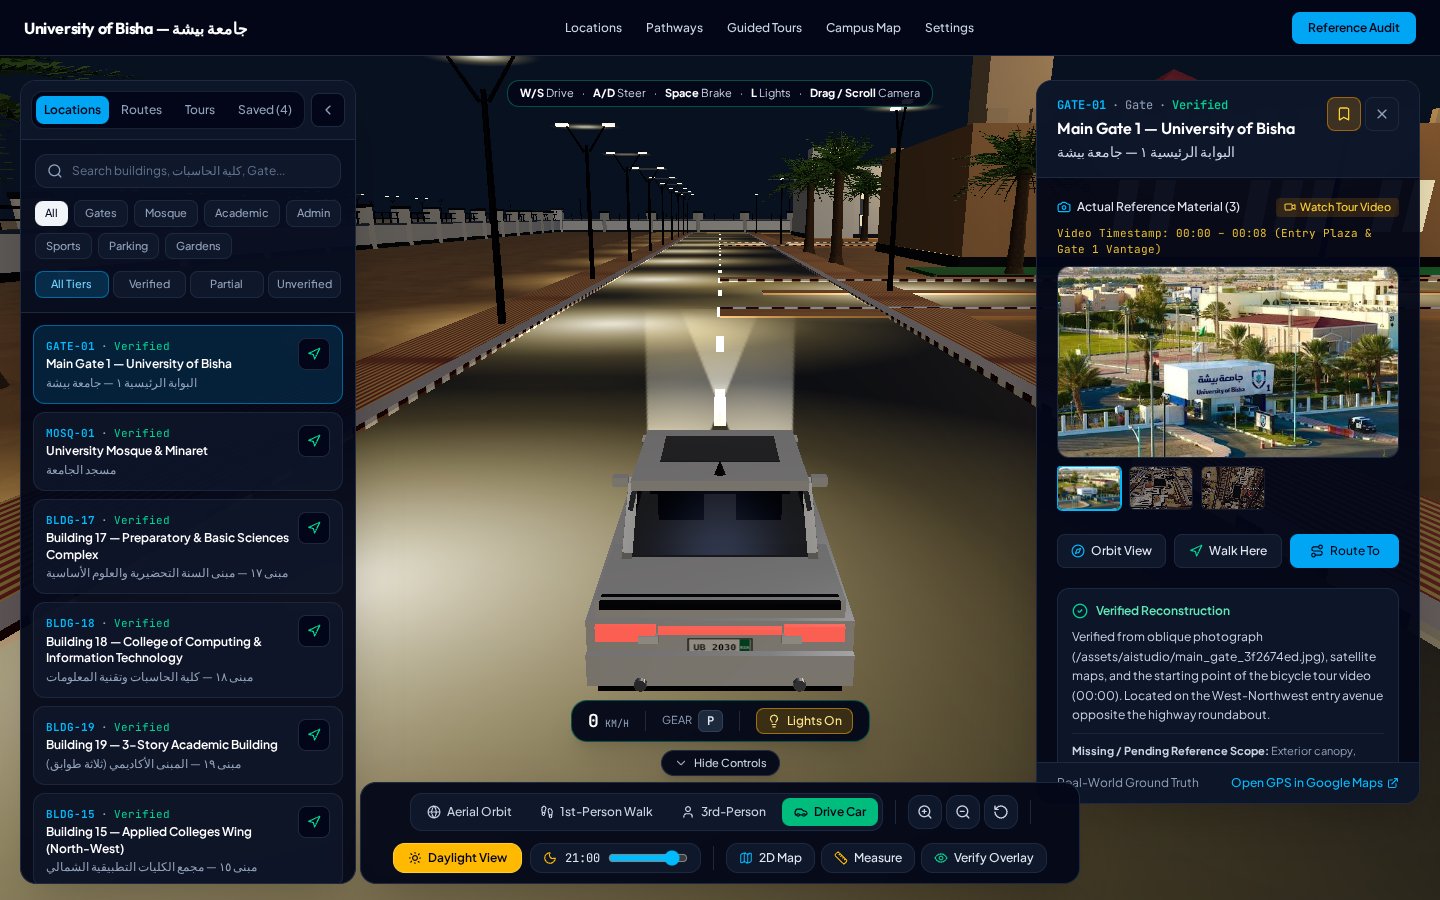 University of Bisha — جامعة بيشة
Locations
Pathways
Guided Tours
Campus Map
Settings
Reference Audit
W/S Drive · A/D Steer · Space Brake · L Lights · Drag / Scroll Camera
Locations
Routes
Tours
Saved (4)
Search buildings, كلية الحاسبات, Gate...
All
Gates
Mosque
Academic
Admin
Sports
Parking
Gardens
All Tiers
Verified
Partial
Unverified
GATE-01 · Verified
Main Gate 1 — University of Bisha
البوابة الرئيسية ١ — جامعة بيشة
MOSQ-01 · Verified
University Mosque & Minaret
مسجد الجامعة
BLDG-17 · Verified
Building 17 — Preparatory & Basic Sciences
Complex
مبنى ١٧ — مبنى السنة التحضيرية والعلوم الأساسية
BLDG-18 · Verified
Building 18 — College of Computing &
Information Technology
مبنى ١٨ — كلية الحاسبات وتقنية المعلومات
BLDG-19 · Verified
Building 19 — 3-Story Academic Building
مبنى ١٩ — المبنى الأكاديمي (ثلاثة طوابق)
BLDG-15 · Verified
Building 15 — Applied Colleges Wing
(North-West)
مبنى ١٥ — مجمع الكليات التطبيقية الشمالي
UB 2030
0 KM/H
GEAR P
Lights On
Hide Controls
Aerial Orbit
1st-Person Walk
3rd-Person
Drive Car
Daylight View
21:00
2D Map
Measure
Verify Overlay
GATE-01 · Gate · Verified
Main Gate 1 — University of Bisha
البوابة الرئيسية ١ — جامعة بيشة
Actual Reference Material (3)
Watch Tour Video
Video Timestamp: 00:00 – 00:08 (Entry Plaza &
Gate 1 Vantage)
جامعة بيشة
University of Bisha
1
Orbit View
Walk Here
Route To
Verified Reconstruction
Verified from oblique photograph
(/assets/aistudio/main_gate_3f2674ed.jpg), satellite
maps, and the starting point of the bicycle tour video
(00:00). Located on the West-Northwest entry avenue
opposite the highway roundabout.
Missing / Pending Reference Scope: Exterior canopy,
Real-World Ground Truth
Open GPS in Google Maps